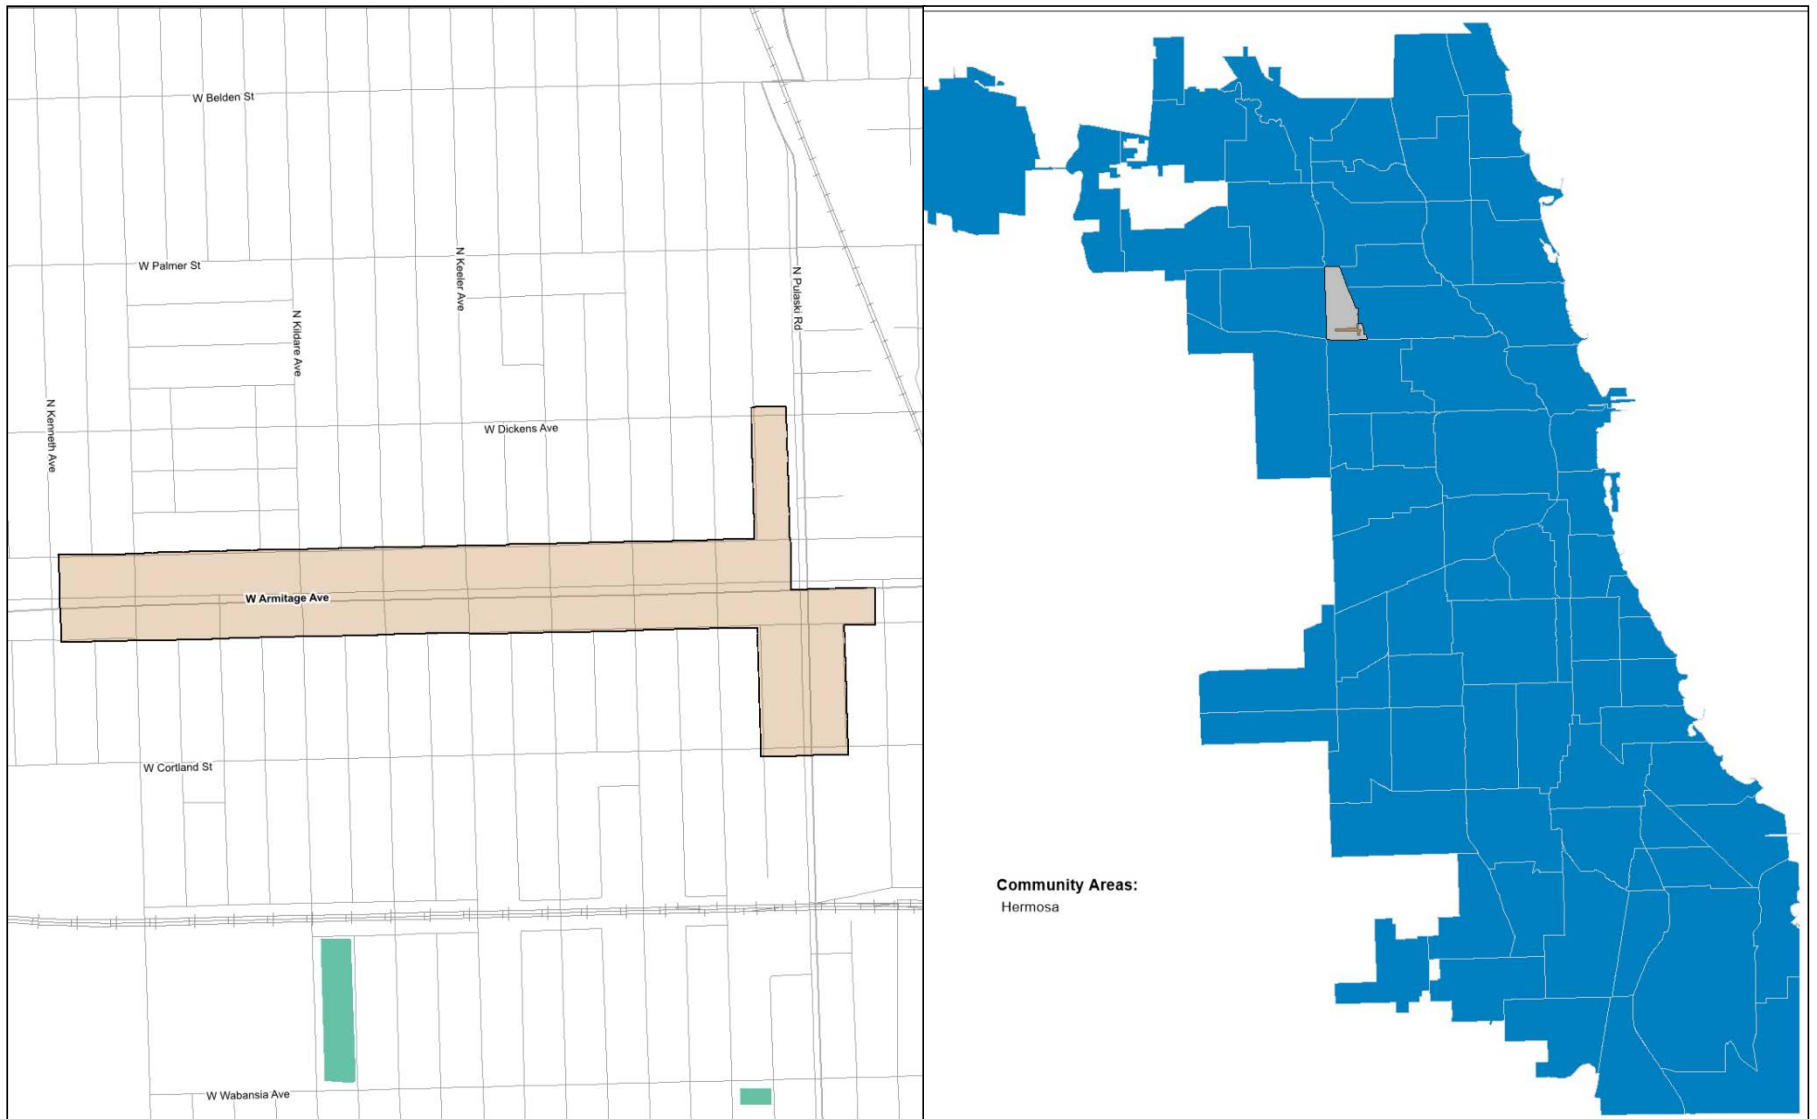 W Belden St
W Palmer St
N Keeler Ave
N Pulaski Rd
N Kildare Ave
N Kenneth Ave
W Dickens Ave
W Armitage Ave
W Cortland St
W Wabansia Ave
Community Areas:
Hermosa